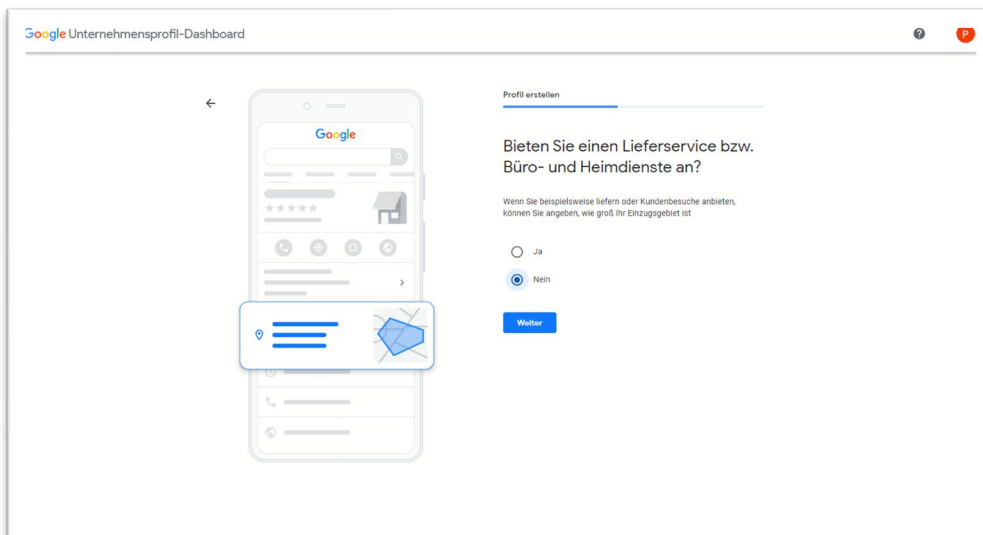 Google Unternehmensprofil-Dashboard
P
Profil erstellen
Google
Bieten Sie einen Lieferservice bzw.
Büro- und Heimdienste an?
Wenn Sie beispielsweise liefern oder Kundenbesuche anbieten,
können Sie angeben, wie groß Ihr Einzugsgebiet ist
Ja
Nein
Weiter